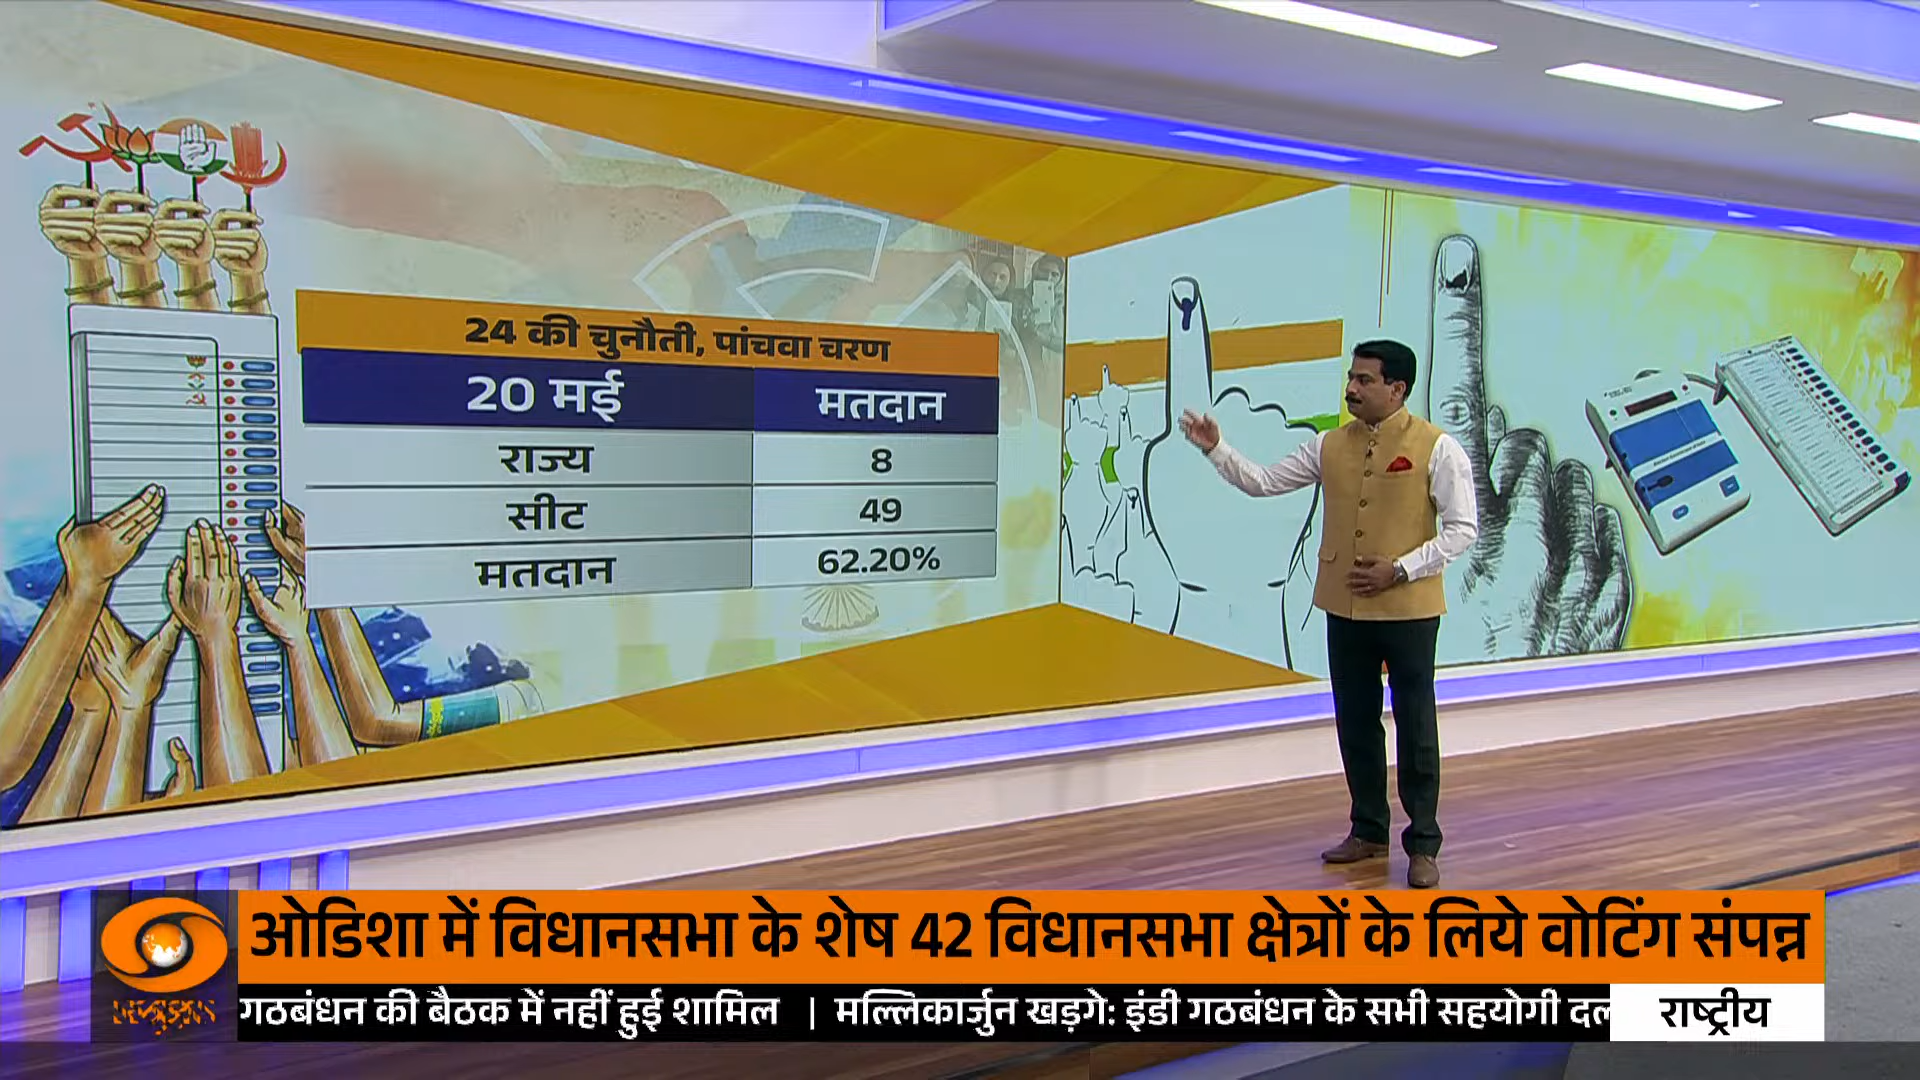 24 की चुनौती, पांचवा चरण
20 मई मतदान
राज्य 8
सीट 49
मतदान 62.20%
ओडिशा में विधानसभा के शेष 42 विधानसभा क्षेत्रों के लिये वोटिंग संपन्न
गठबंधन की बैठक में नहीं हुई शामिल | मल्लिकार्जुन खड़गे: इंडी गठबंधन के सभी सहयोगी दल
राष्ट्रीय